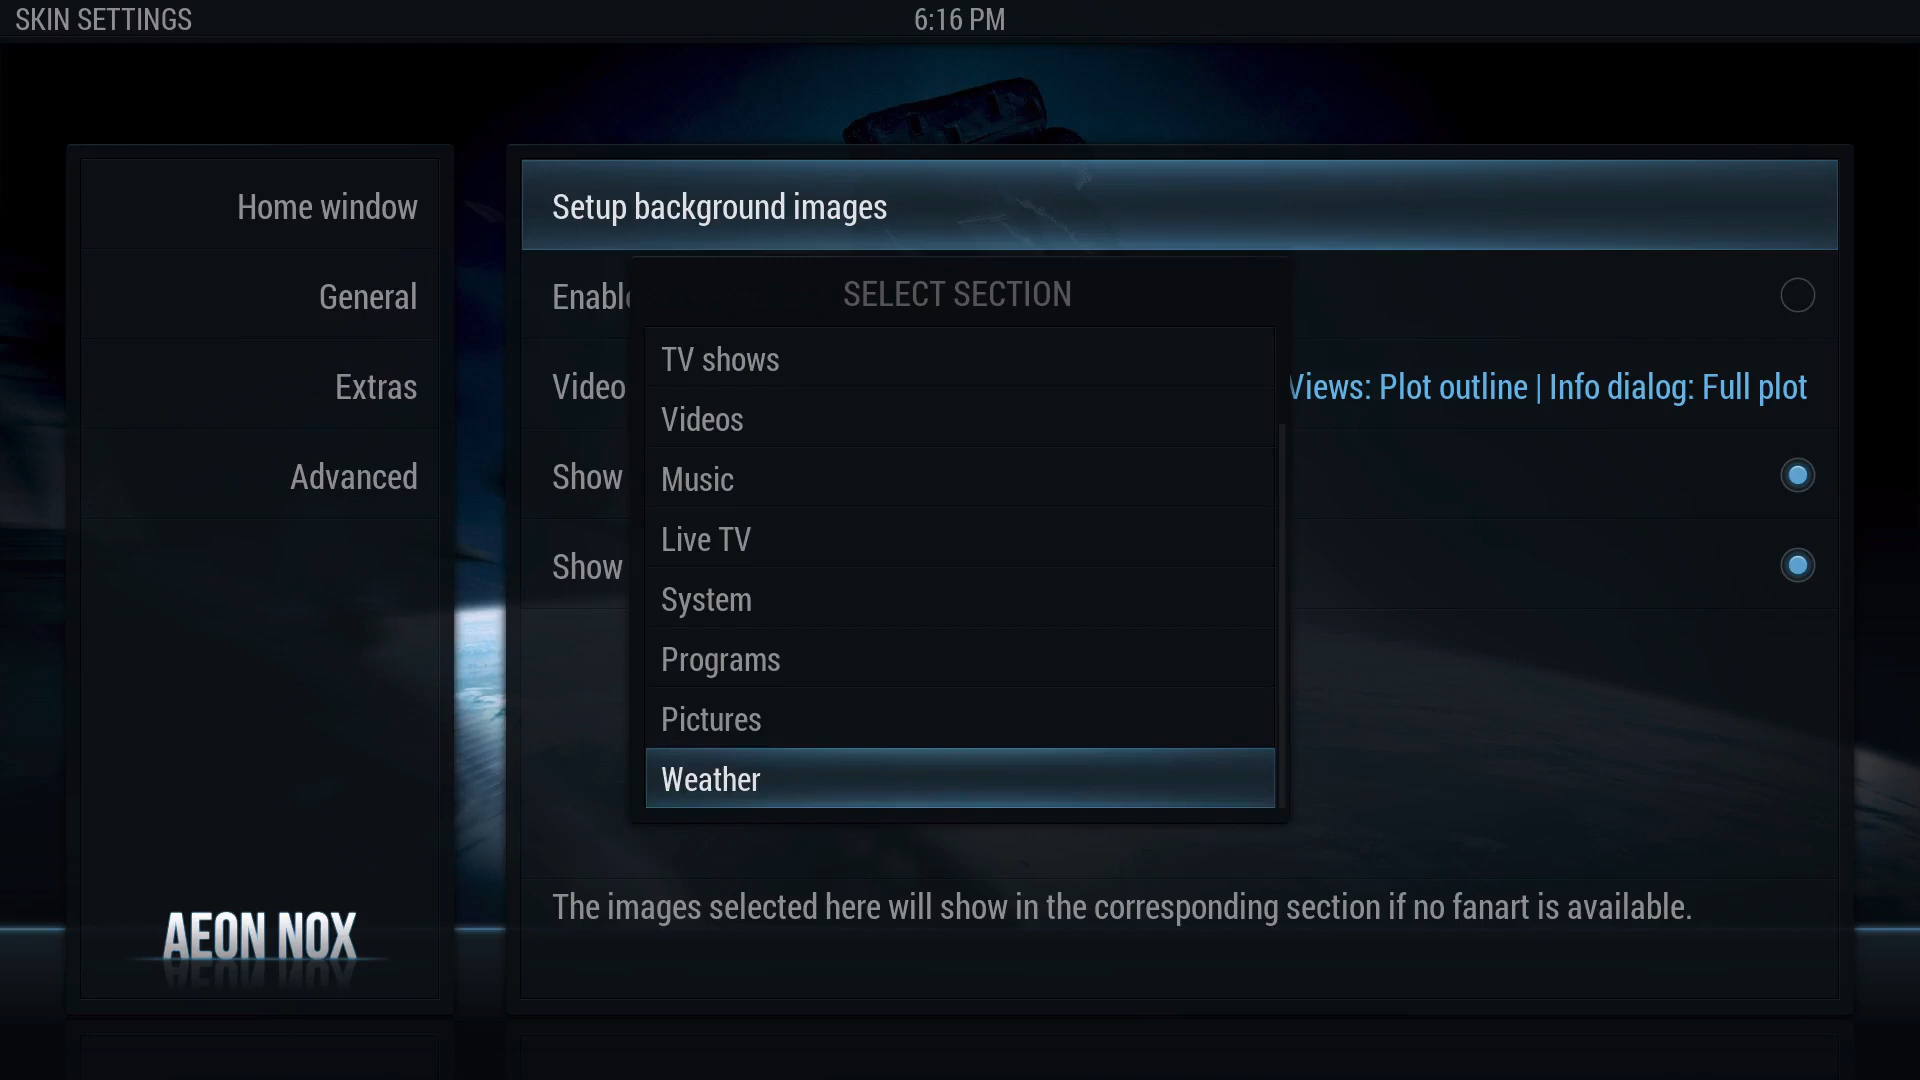 SKIN SETTINGS
6:16 PM
Home window
General
Extras
Advanced
AEON NOX
Setup background images
Video
Views: Plot outline | Info dialog: Full plot
Show
Show
SELECT SECTION
TV shows
Videos
Music
Live TV
System
Programs
Pictures
Weather
The images selected here will show in the corresponding section if no fanart is available.